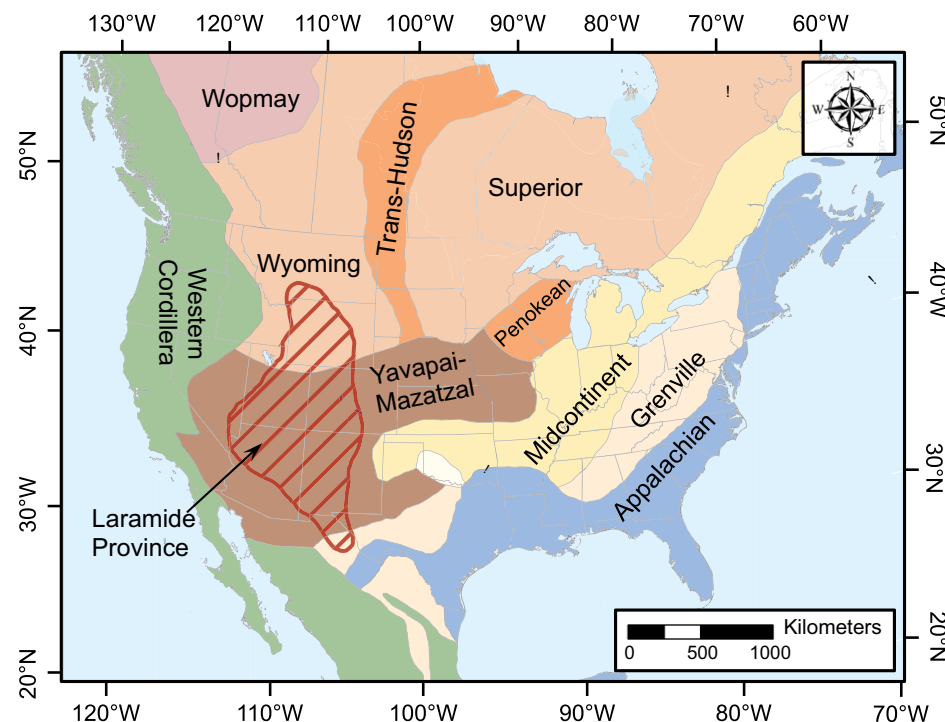 130°W 120°W 110°W 100°W 90°W 80°W 70°W 60°W
N
W E
S
Wopmay
50°N
50°N
Trans-Hudson
Superior
Wyoming
Western
Cordillera
Penokean
40°W
40°N
Yavapai-
Mazatzal
Midcontinent
Grenville
Appalachian
30°N
30°W
Laramide
Province
Kilometers
0 500 1000
20°N
20°N
120°W 110°W 100°W 90°W 80°W 70°W